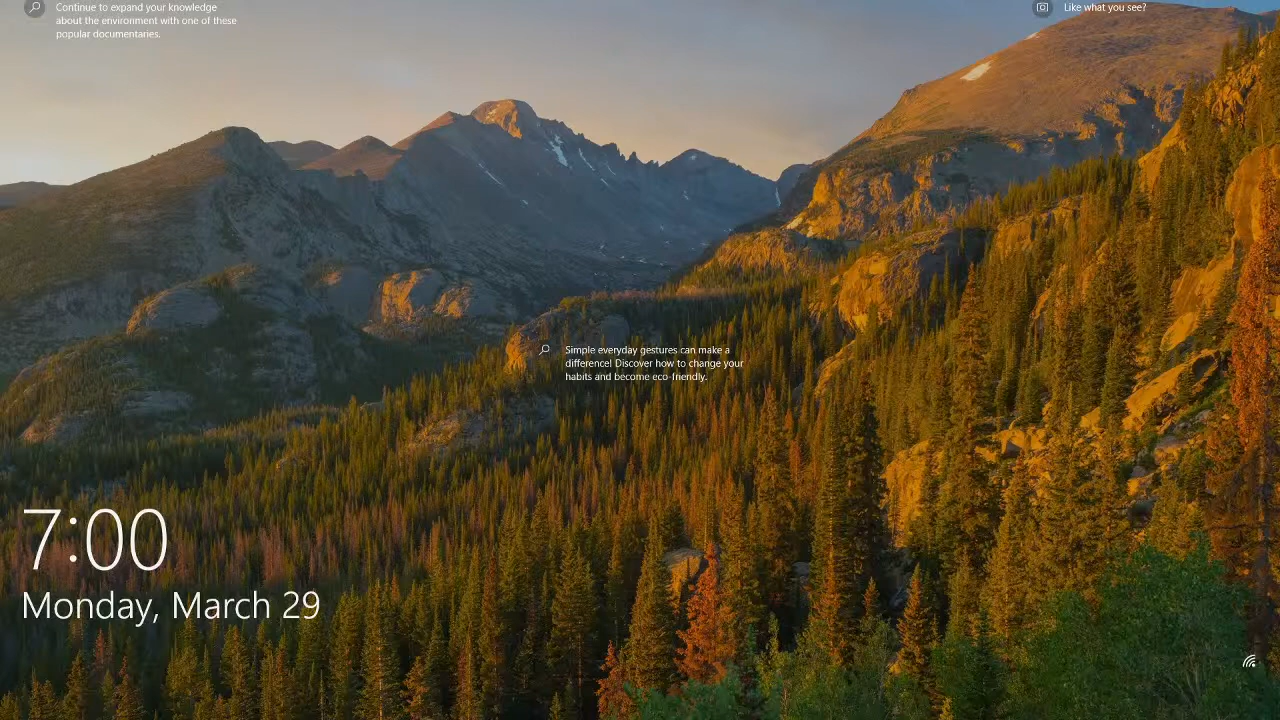 Continue to expand your knowledge
about the environment with one of these
popular documentaries.
Like what you see?
Simple everyday gestures can make a
difference! Discover how to change your
habits and become eco-friendly.
7:00
Monday, March 29